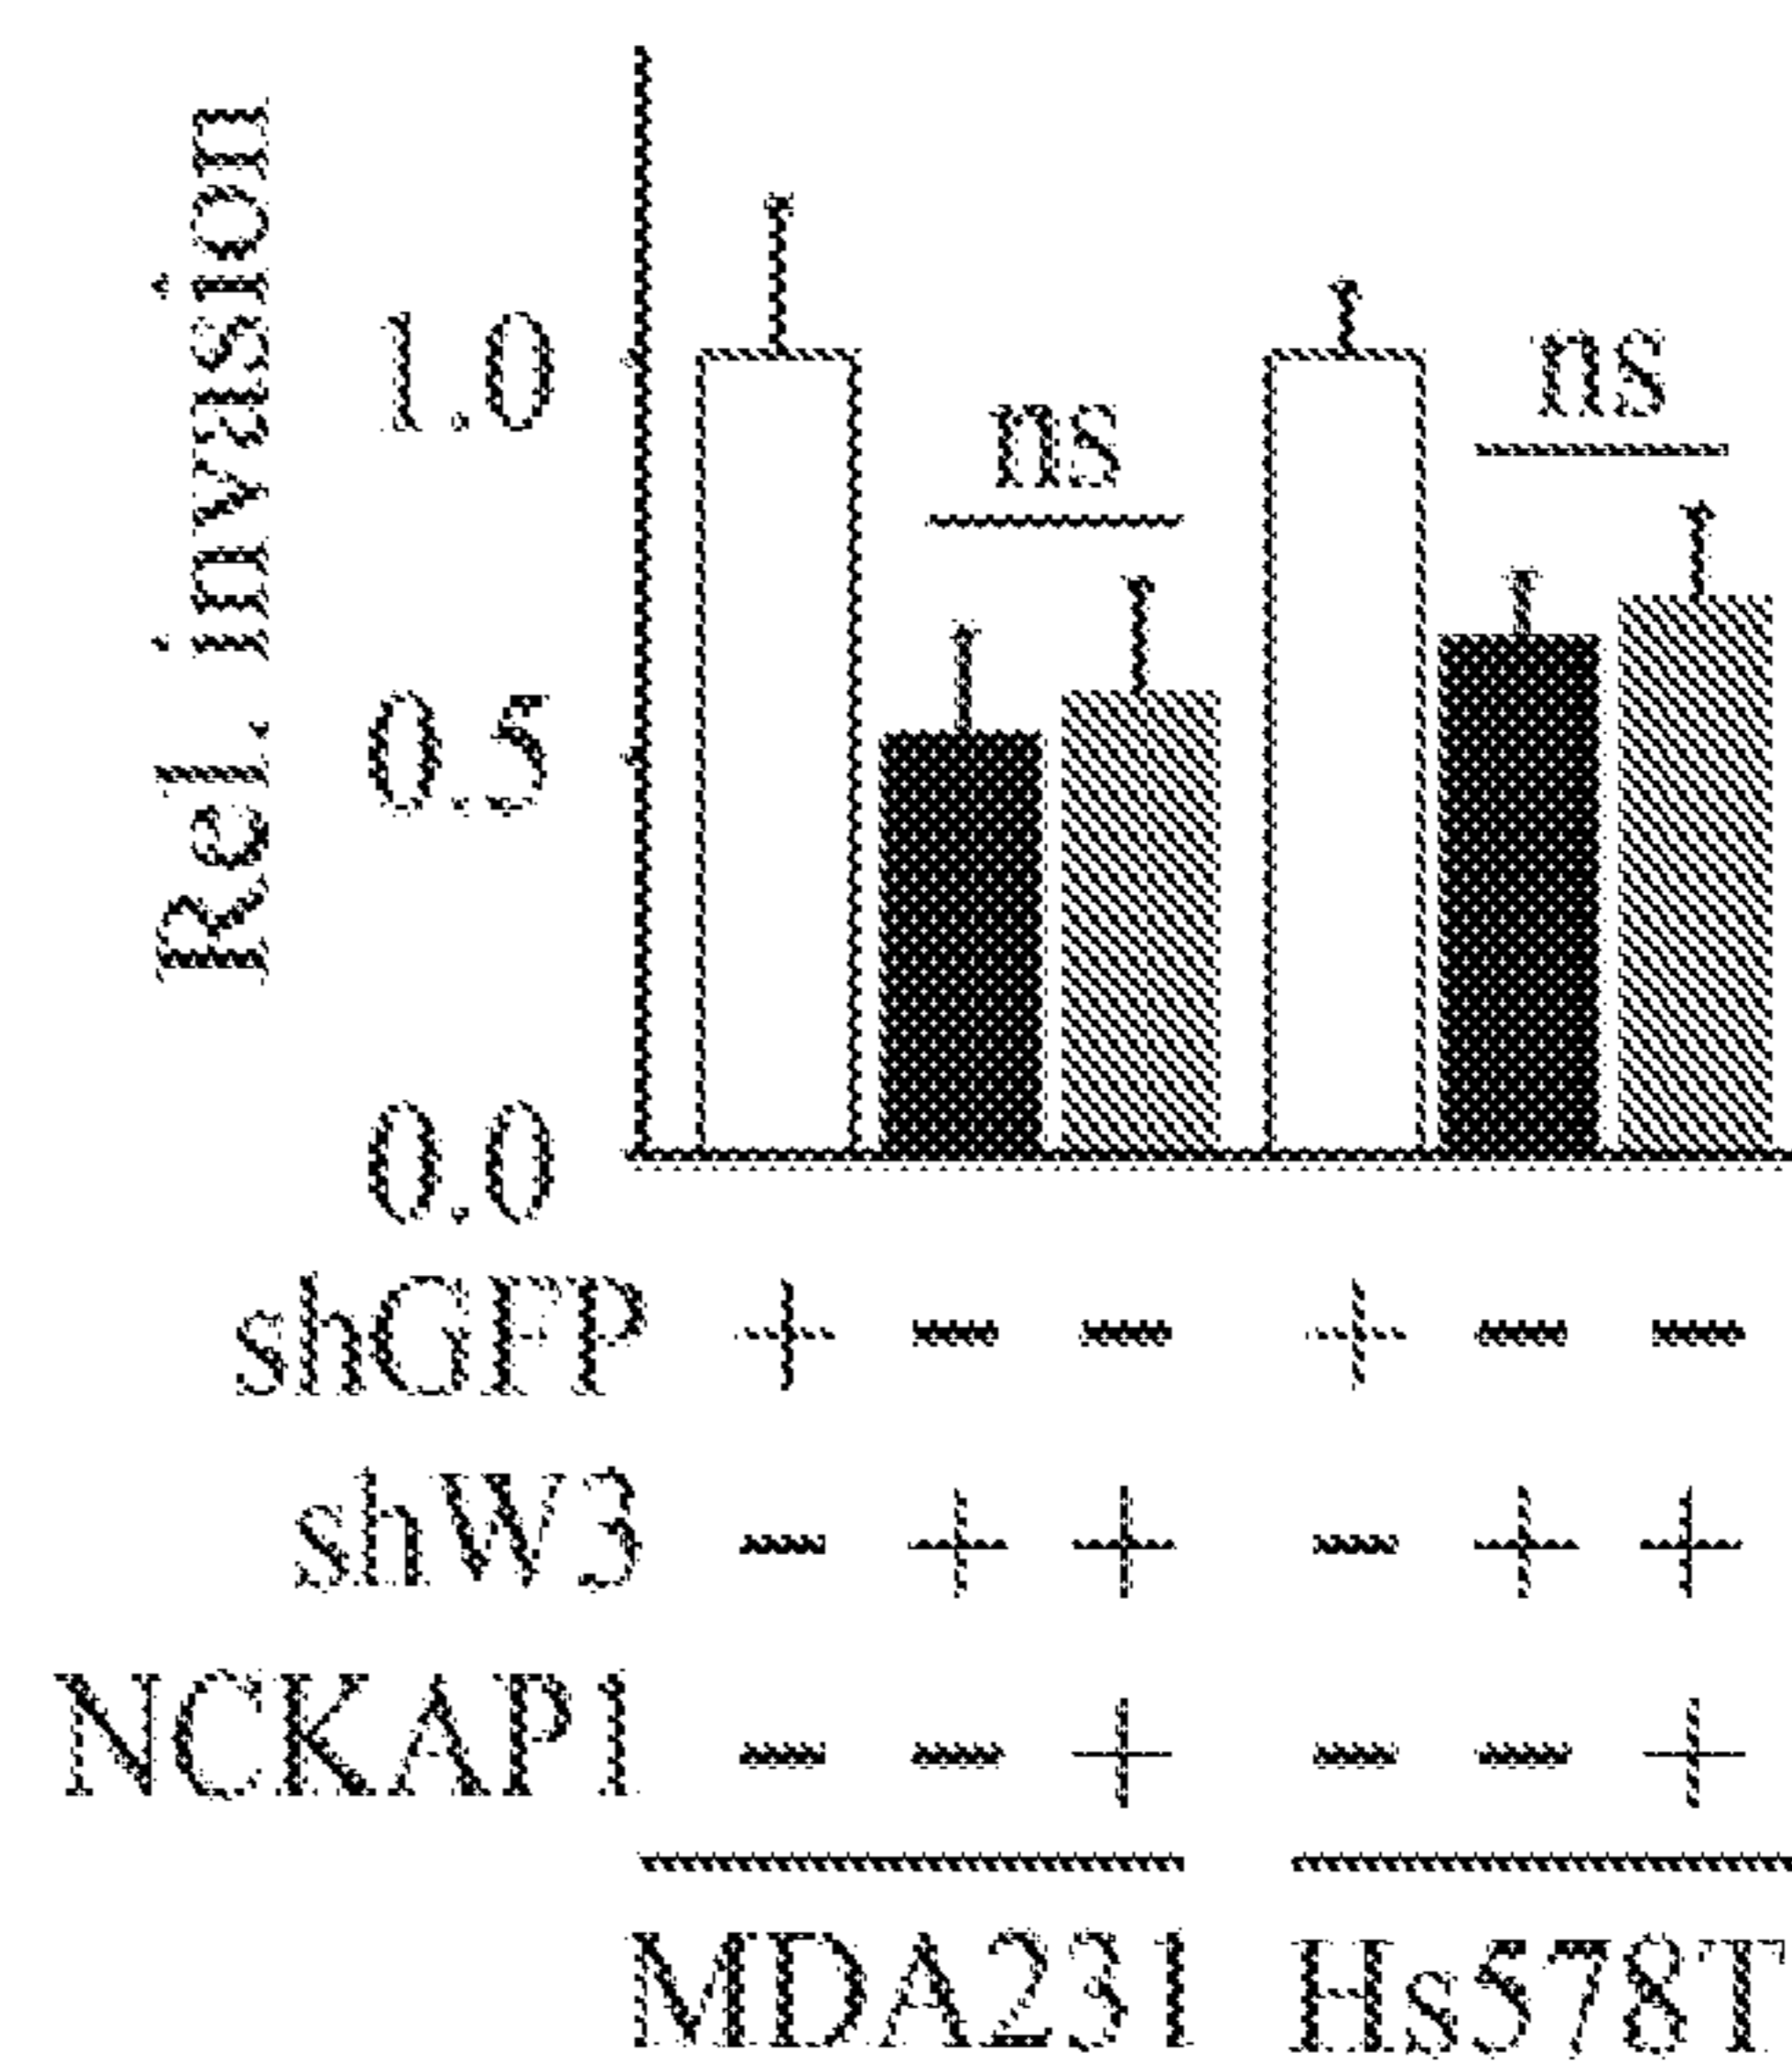 Rel. invasion
1.0
0.5
0.0
ns
ns
shGFP + - - + - -
shW3 - + + - + +
NCKAP1 - - + - - +
MDA231 Hs578T